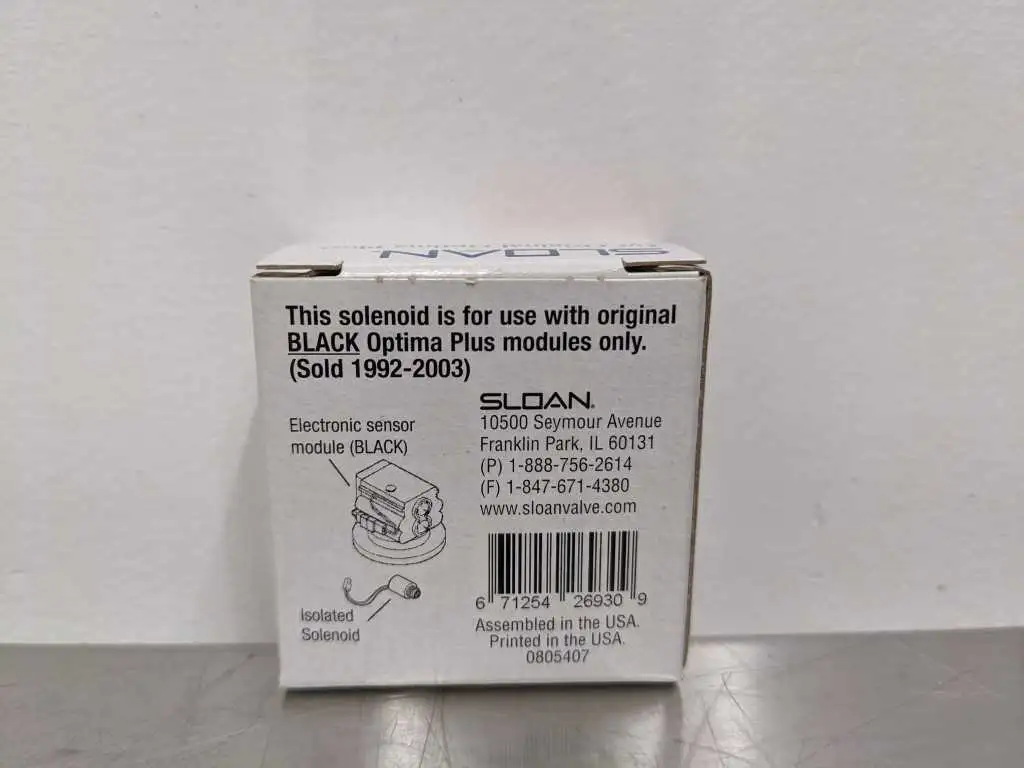 SLOAN
This solenoid is for use with original
BLACK Optima Plus modules only.
(Sold 1992-2003)
Electronic sensor
module (BLACK)
SLOAN®
10500 Seymour Avenue
Franklin Park, IL 60131
(P) 1-888-756-2614
(F) 1-847-671-4380
www.sloanvalve.com
Isolated
Solenoid
6 71254 26930 9
Assembled in the USA.
Printed in the USA.
0805407